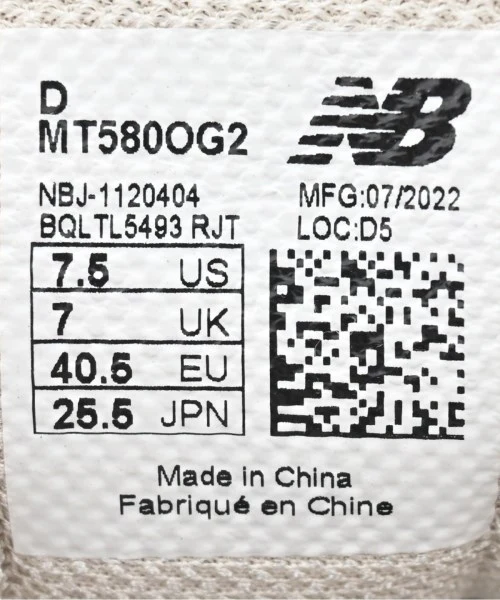 D
MT580OG2
NB
NBJ-1120404
MFG:07/2022
BQLTL5493 RJT
LOC:D5
7.5 US
7 UK
40.5 EU
25.5 JPN
Made in China
Fabriqué en Chine